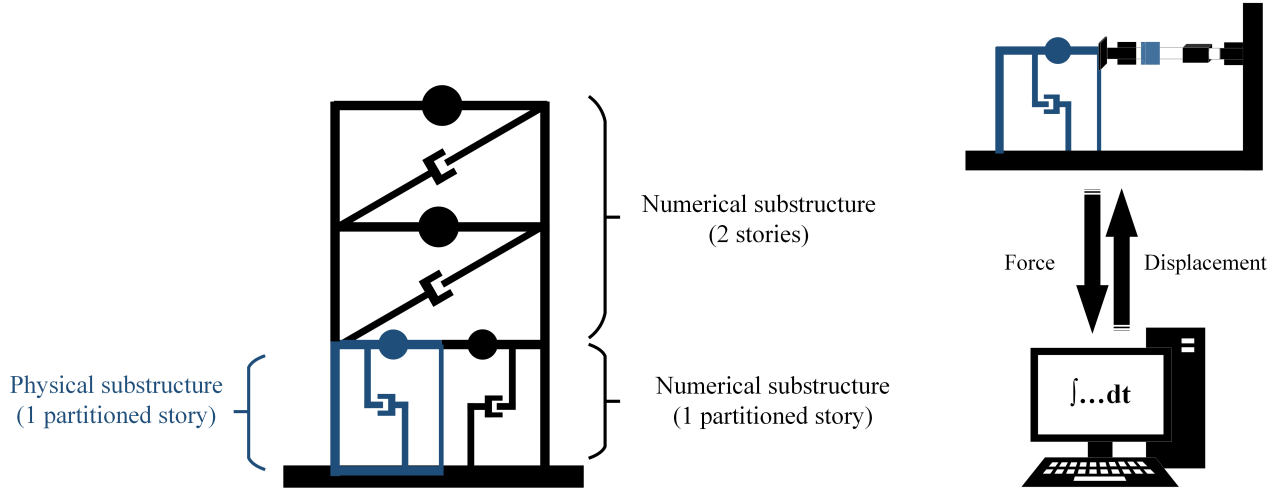 Numerical substructure
(2 stories)
Physical substructure
(1 partitioned story)
Numerical substructure
(1 partitioned story)
Force
Displacement
∫...dt